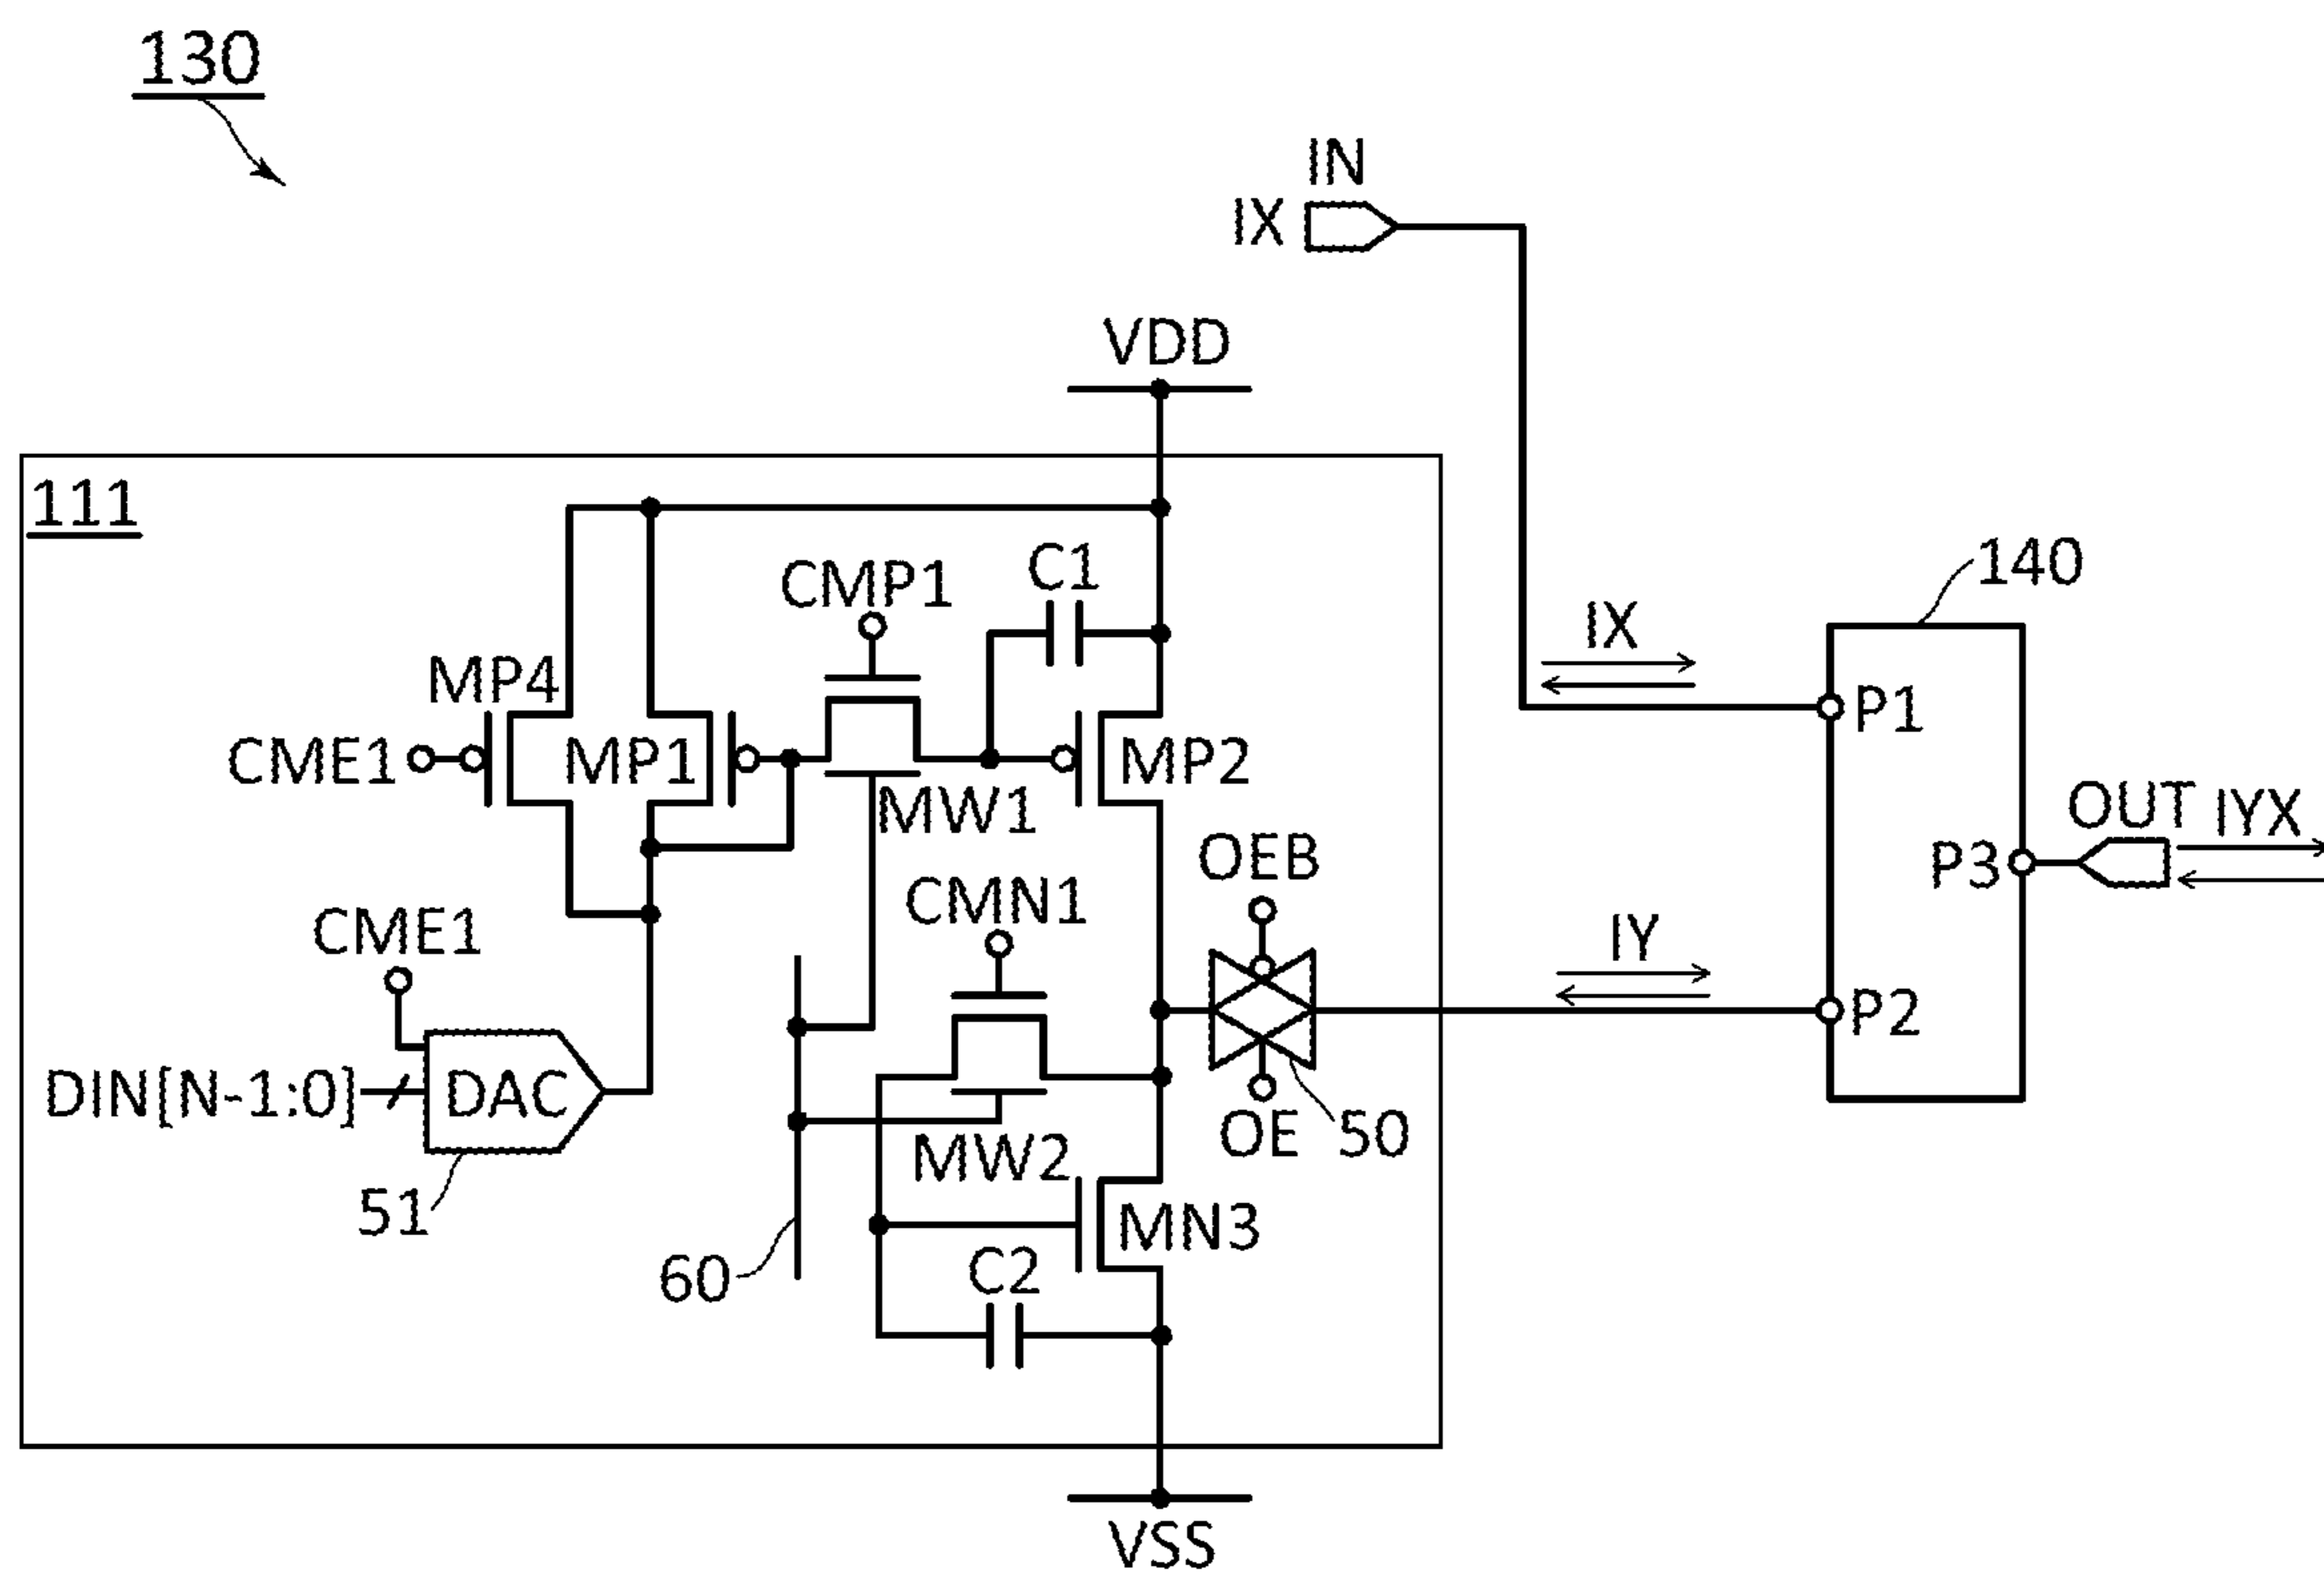 130
IN
IX
VDD
111
CMP1
C1
140
IX
MP4
CME1
MP1
MP2
P1
MW1
OUT
IYX
OEB
P3
CMN1
CME1
IY
P2
DIN[N-1:0]
DAC
OE
50
MW2
51
MN3
60
C2
VSS